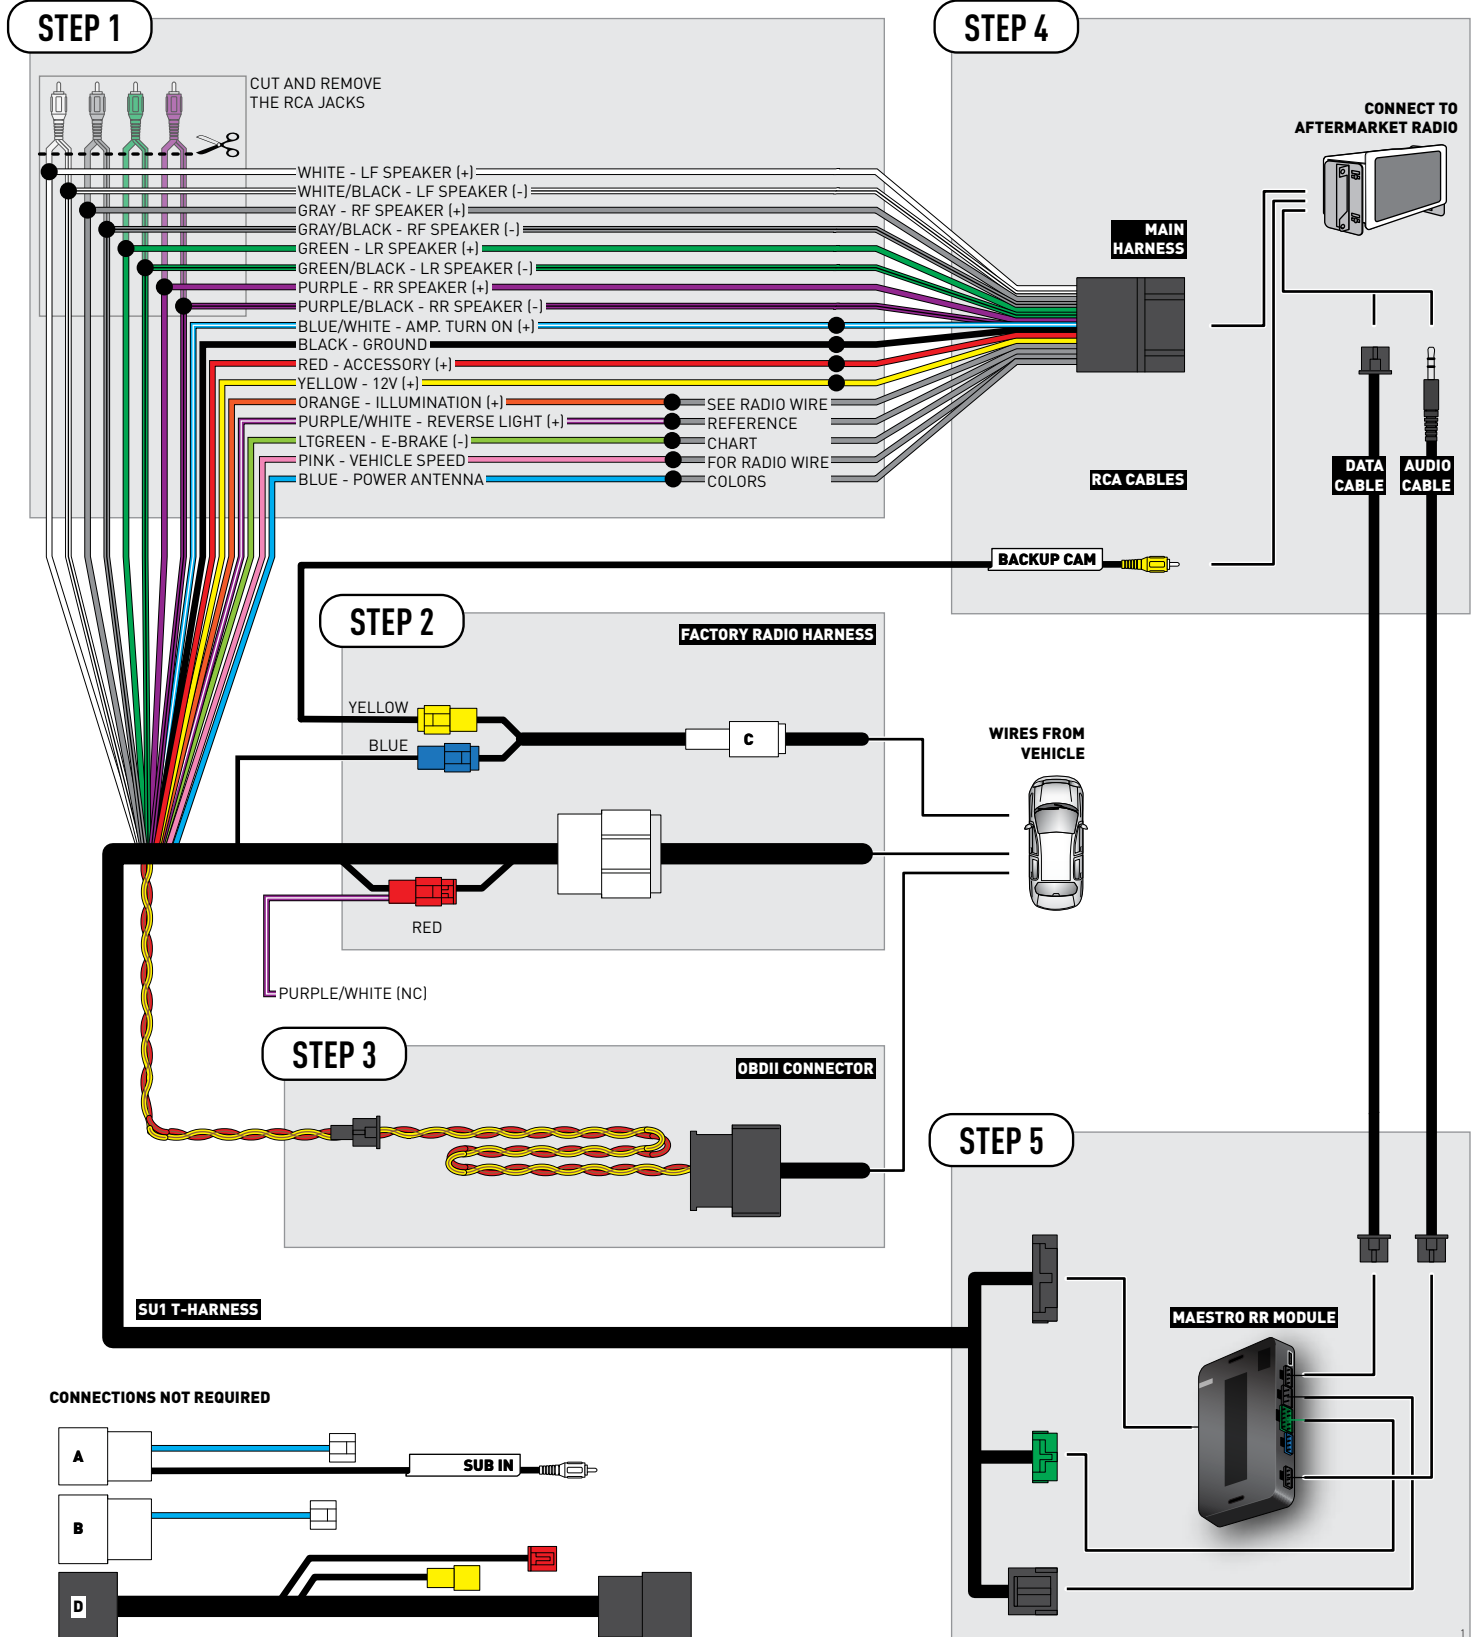 STEP 1
CUT AND REMOVE
THE RCA JACKS
WHITE - LF SPEAKER (+)
WHITE/BLACK - LF SPEAKER (-)
GRAY - RF SPEAKER (+)
GRAY/BLACK - RF SPEAKER (-)
GREEN - LR SPEAKER (+)
GREEN/BLACK - LR SPEAKER (-)
PURPLE - RR SPEAKER (+)
PURPLE/BLACK - RR SPEAKER (-)
BLUE/WHITE - AMP. TURN ON (+)
BLACK - GROUND
RED - ACCESSORY (+)
YELLOW - 12V (+)
ORANGE - ILLUMINATION (+)
PURPLE/WHITE - REVERSE LIGHT (+)
LTGREEN - E-BRAKE (-)
PINK - VEHICLE SPEED
BLUE - POWER ANTENNA
SEE RADIO WIRE
REFERENCE
CHART
FOR RADIO WIRE
COLORS
STEP 4
CONNECT TO
AFTERMARKET RADIO
MAIN
HARNESS
RCA CABLES
DATA
CABLE
AUDIO
CABLE
BACKUP CAM
STEP 2
FACTORY RADIO HARNESS
YELLOW
BLUE
C
RED
PURPLE/WHITE (NC)
WIRES FROM
VEHICLE
STEP 3
OBDII CONNECTOR
STEP 5
MAESTRO RR MODULE
SU1 T-HARNESS
CONNECTIONS NOT REQUIRED
A
SUB IN
B
D
1